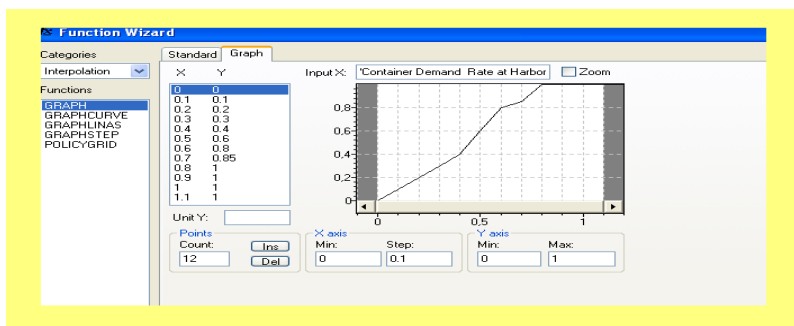 Function Wizard
Categories
Interpolation
Functions
GRAPH
GRAPHCURVE
GRAPHLINAS
GRAPHSTEP
POLICYGRID
Standard Graph
X Y
0 0
0.1 0.1
0.2 0.2
0.3 0.3
0.4 0.4
0.5 0.6
0.6 0.8
0.7 0.85
0.8 1
0.9 1
1 1
1.1 1
Unit Y:
Input X: 'Container Demand Rate at Harbor Zoom
0,8
0,6
0,4
0,2
0
0 0,5 1
Points
Count: Ins
12 Del
X axis
Min: Step:
0 0.1
Y axis
Min: Max:
0 1